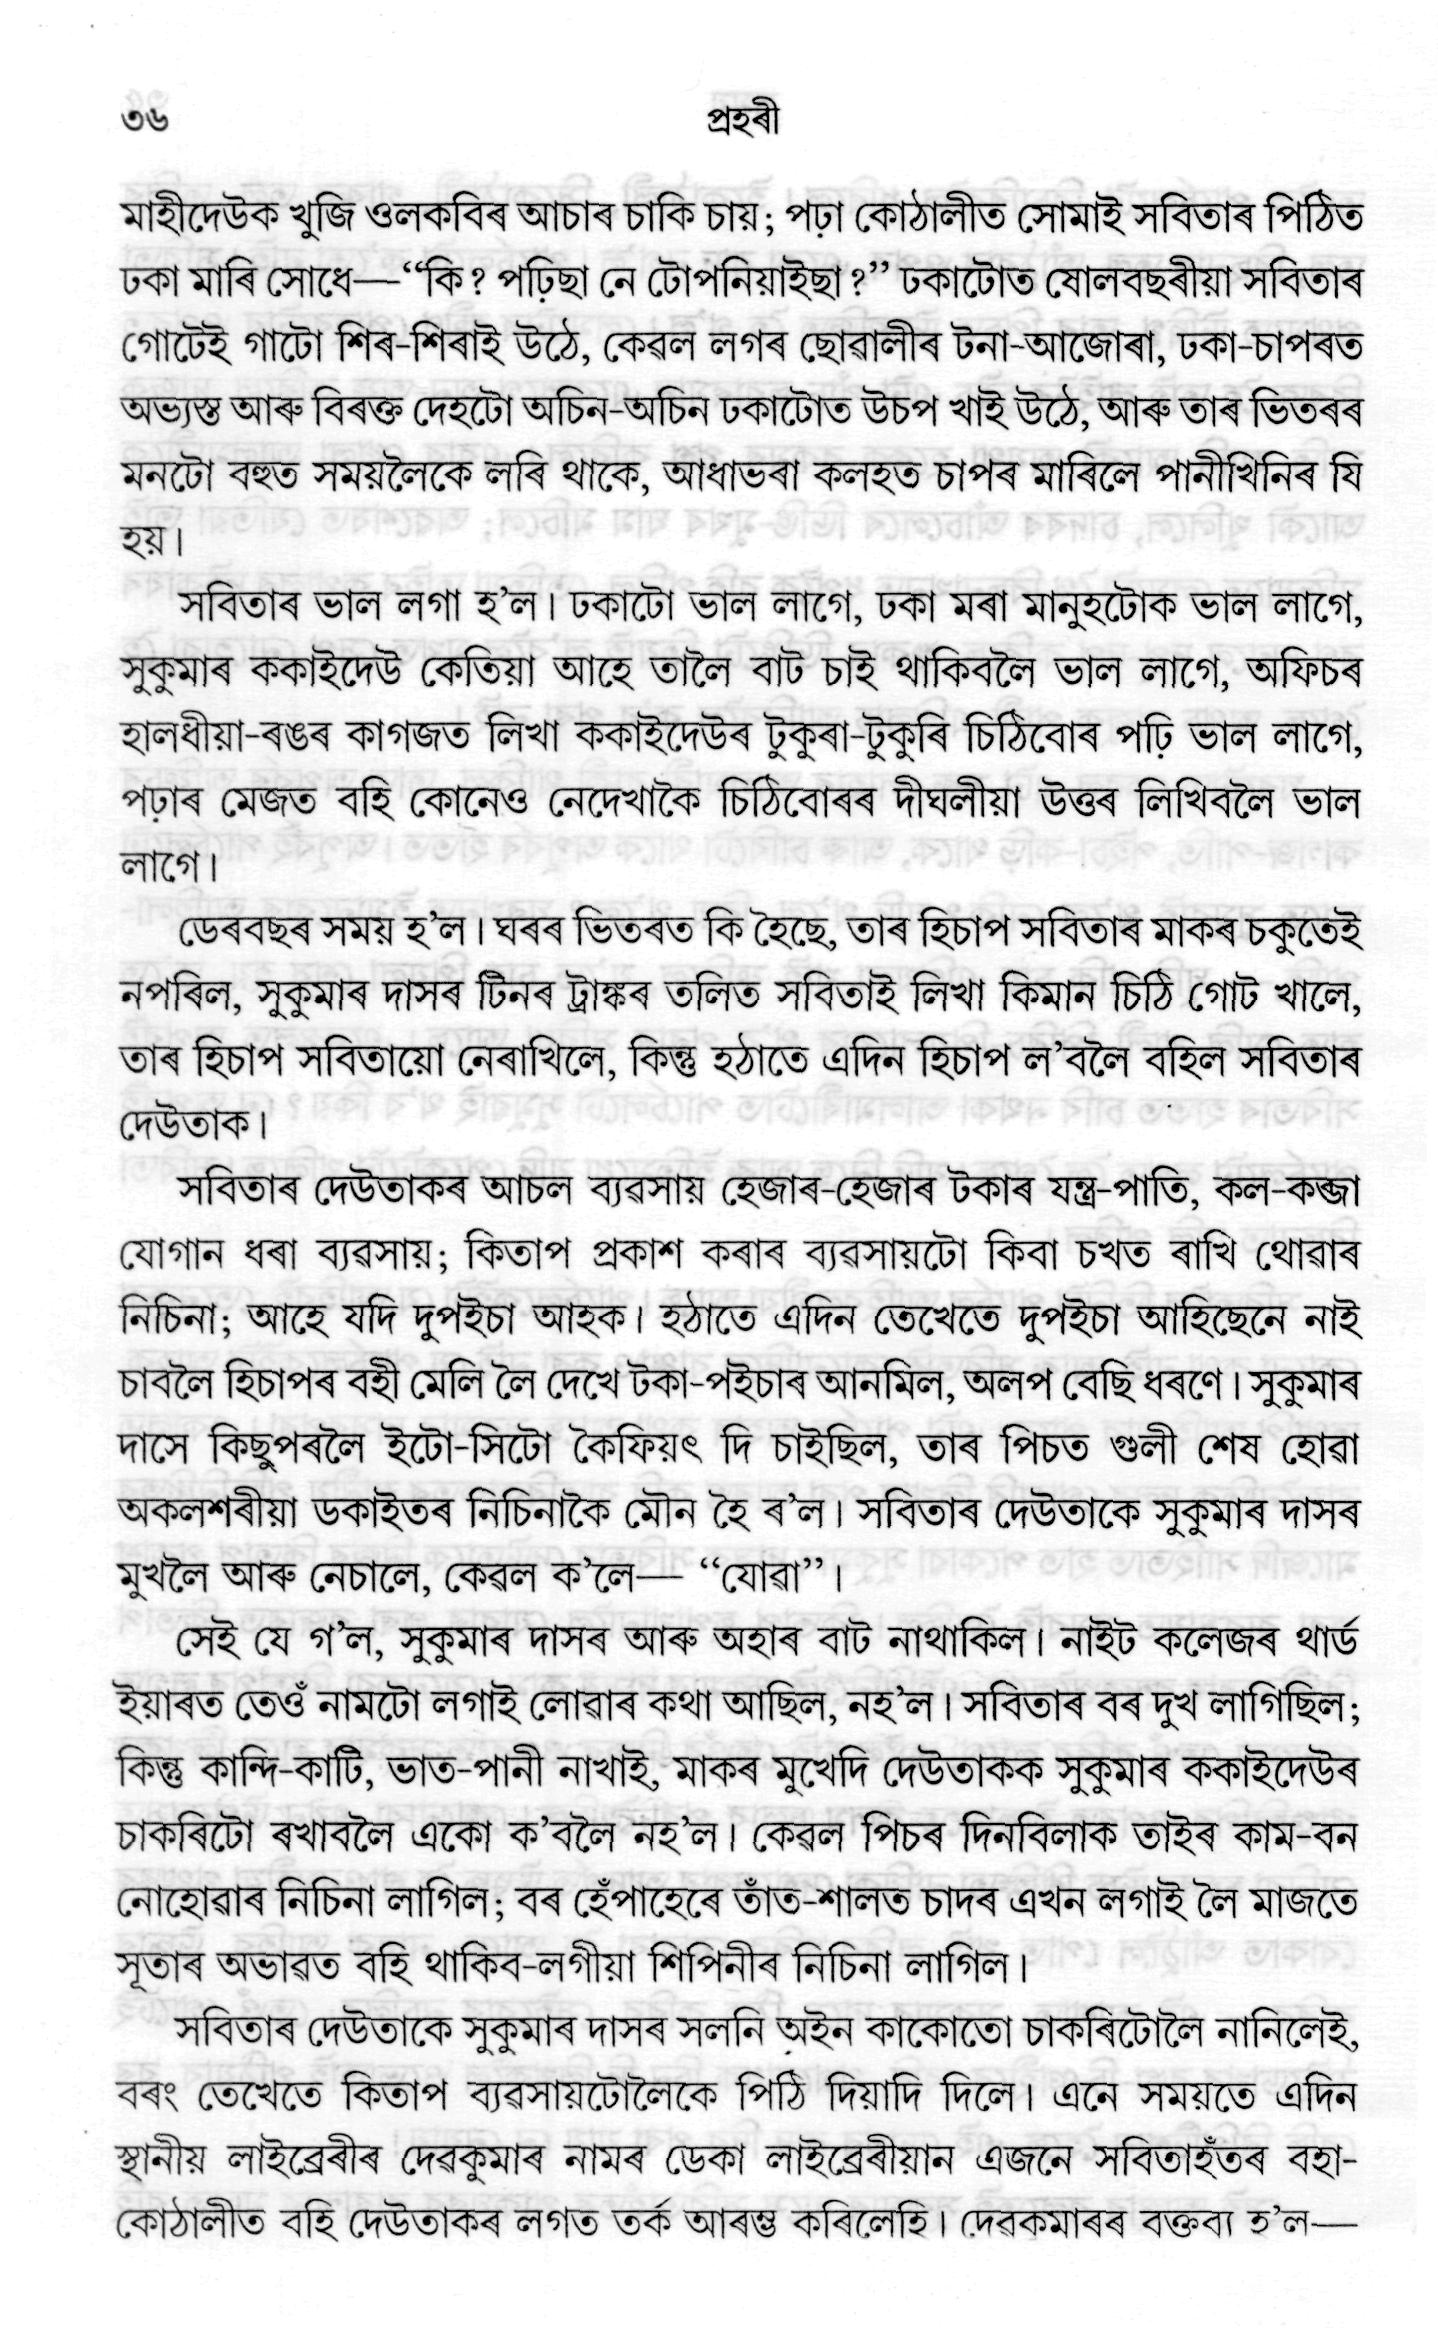 ৩৬
প্ৰহৰী
মাহীদেউক খুজি ওলকবিৰ আচাৰ চাকি চায়; পঢ়া কোঠালীত সোমাই সবিতাৰ পিঠিত
ঢকা মাৰি সোধে—“কি? পঢ়িছা নে টোপনিয়াইছা?” ঢকাটোত ষোলবছৰীয়া সবিতাৰ
গোটেই গাটো শিৰ-শিৰাই উঠে, কেৱল লগৰ ছোৱালীৰ টনা-আজোৰা, ঢকা-চাপৰত
অভ্যস্ত আৰু বিৰক্ত দেহটো অচিন-অচিন ঢকাটোত উচপ খাই উঠে, আৰু তাৰ ভিতৰৰ
মনটো বহুত সময়লৈকে লৰি থাকে, আধাভৰা কলহত চাপৰ মাৰিলে পানীখিনিৰ যি
হয়।
সবিতাৰ ভাল লগা হ’ল। ঢকাটো ভাল লাগে, ঢকা মৰা মানুহটোক ভাল লাগে,
সুকুমাৰ ককাইদেউ কেতিয়া আহে তালৈ বাট চাই থাকিবলৈ ভাল লাগে, অফিচৰ
হালধীয়া-ৰঙৰ কাগজত লিখা ককাইদেউৰ টুকুৰা-টুকুৰি চিঠিবোৰ পঢ়ি ভাল লাগে,
পঢ়াৰ মেজত বহি কোনেও নেদেখাকৈ চিঠিবোৰৰ দীঘলীয়া উত্তৰ লিখিবলৈ ভাল
লাগে।
ডেৰবছৰ সময় হ’ল। ঘৰৰ ভিতৰত কি হৈছে, তাৰ হিচাপ সবিতাৰ মাকৰ চকুতেই
নপৰিল, সুকুমাৰ দাসৰ টিনৰ ট্ৰাঙ্কৰ তলিত সবিতাই লিখা কিমান চিঠি গোট খালে,
তাৰ হিচাপ সবিতায়ো নেৰাখিলে, কিন্তু হঠাতে এদিন হিচাপ ল’বলৈ বহিল সবিতাৰ
দেউতাক।
সবিতাৰ দেউতাকৰ আচল ব্যৱসায় হেজাৰ-হেজাৰ টকাৰ যন্ত্ৰ-পাতি, কল-কব্জা
যোগান ধৰা ব্যৱসায়; কিতাপ প্ৰকাশ কৰাৰ ব্যৱসায়টো কিবা চখত ৰাখি থোৱাৰ
নিচিনা; আহে যদি দুপইচা আহক। হঠাতে এদিন তেখেতে দুপইচা আহিছেনে নাই
চাবলৈ হিচাপৰ বহী মেলি লৈ দেখে টকা-পইচাৰ আনমিল, অলপ বেছি ধৰণে। সুকুমাৰ
দাসে কিছুপৰলৈ ইটো-সিটো কৈফিয়ৎ দি চাইছিল, তাৰ পিচত গুলী শেষ হোৱা
অকলশৰীয়া ডকাইতৰ নিচিনাকৈ মৌন হৈ ৰ’ল। সবিতাৰ দেউতাকে সুকুমাৰ দাসৰ
মুখলৈ আৰু নেচালে, কেৱল ক’লে— “যোৱা”।
সেই যে গ’ল, সুকুমাৰ দাসৰ আৰু অহাৰ বাট নাথাকিল। নাইট কলেজৰ থাৰ্ড
ইয়াৰত তেওঁ নামটো লগাই লোৱাৰ কথা আছিল, নহ’ল। সবিতাৰ বৰ দুখ লাগিছিল;
কিন্তু কান্দি-কাটি, ভাত-পানী নাখাই, মাকৰ মুখেদি দেউতাকক সুকুমাৰ ককাইদেউৰ
চাকৰিটো ৰখাবলৈ একো ক’বলৈ নহ’ল। কেৱল পিচৰ দিনবিলাক তাইৰ কাম-বন
নোহোৱাৰ নিচিনা লাগিল; বৰ হেঁপাহেৰে তাঁত-শালত চাদৰ এখন লগাই লৈ মাজতে
সূতাৰ অভাৱত বহি থাকিব-লগীয়া শিপিনীৰ নিচিনা লাগিল।
সবিতাৰ দেউতাকে সুকুমাৰ দাসৰ সলনি অইন কাকোতো চাকৰিটোলৈ নানিলেই,
বৰং তেখেতে কিতাপ ব্যৱসায়টোলৈকে পিঠি দিয়াদি দিলে। এনে সময়তে এদিন
স্থানীয় লাইব্ৰেৰীৰ দেৱকুমাৰ নামৰ ডেকা লাইব্ৰেৰীয়ান এজনে সবিতাহঁতৰ বহা-
কোঠালীত বহি দেউতাকৰ লগত তৰ্ক আৰম্ভ কৰিলেহি। দেৱকুমাৰৰ বক্তব্য হ’ল—